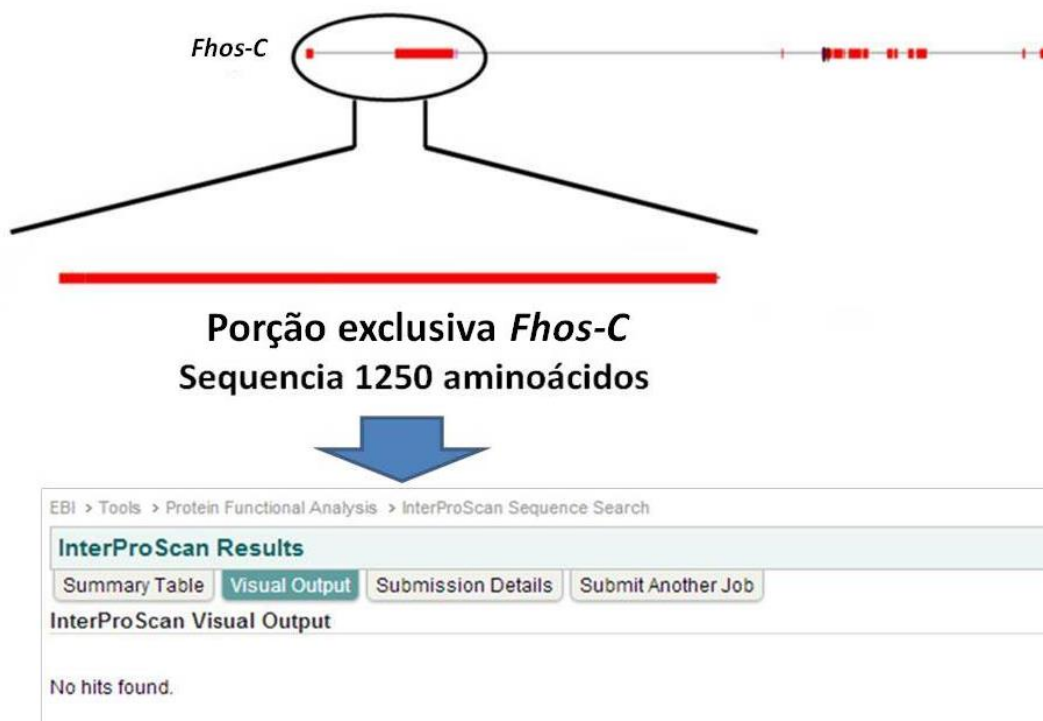 Fhos-C
Porção exclusiva Fhos-C
Sequencia 1250 aminoácidos
EBI > Tools > Protein Functional Analysis > InterProScan Sequence Search
InterProScan Results
Summary Table Visual Output Submission Details Submit Another Job
InterProScan Visual Output
No hits found.